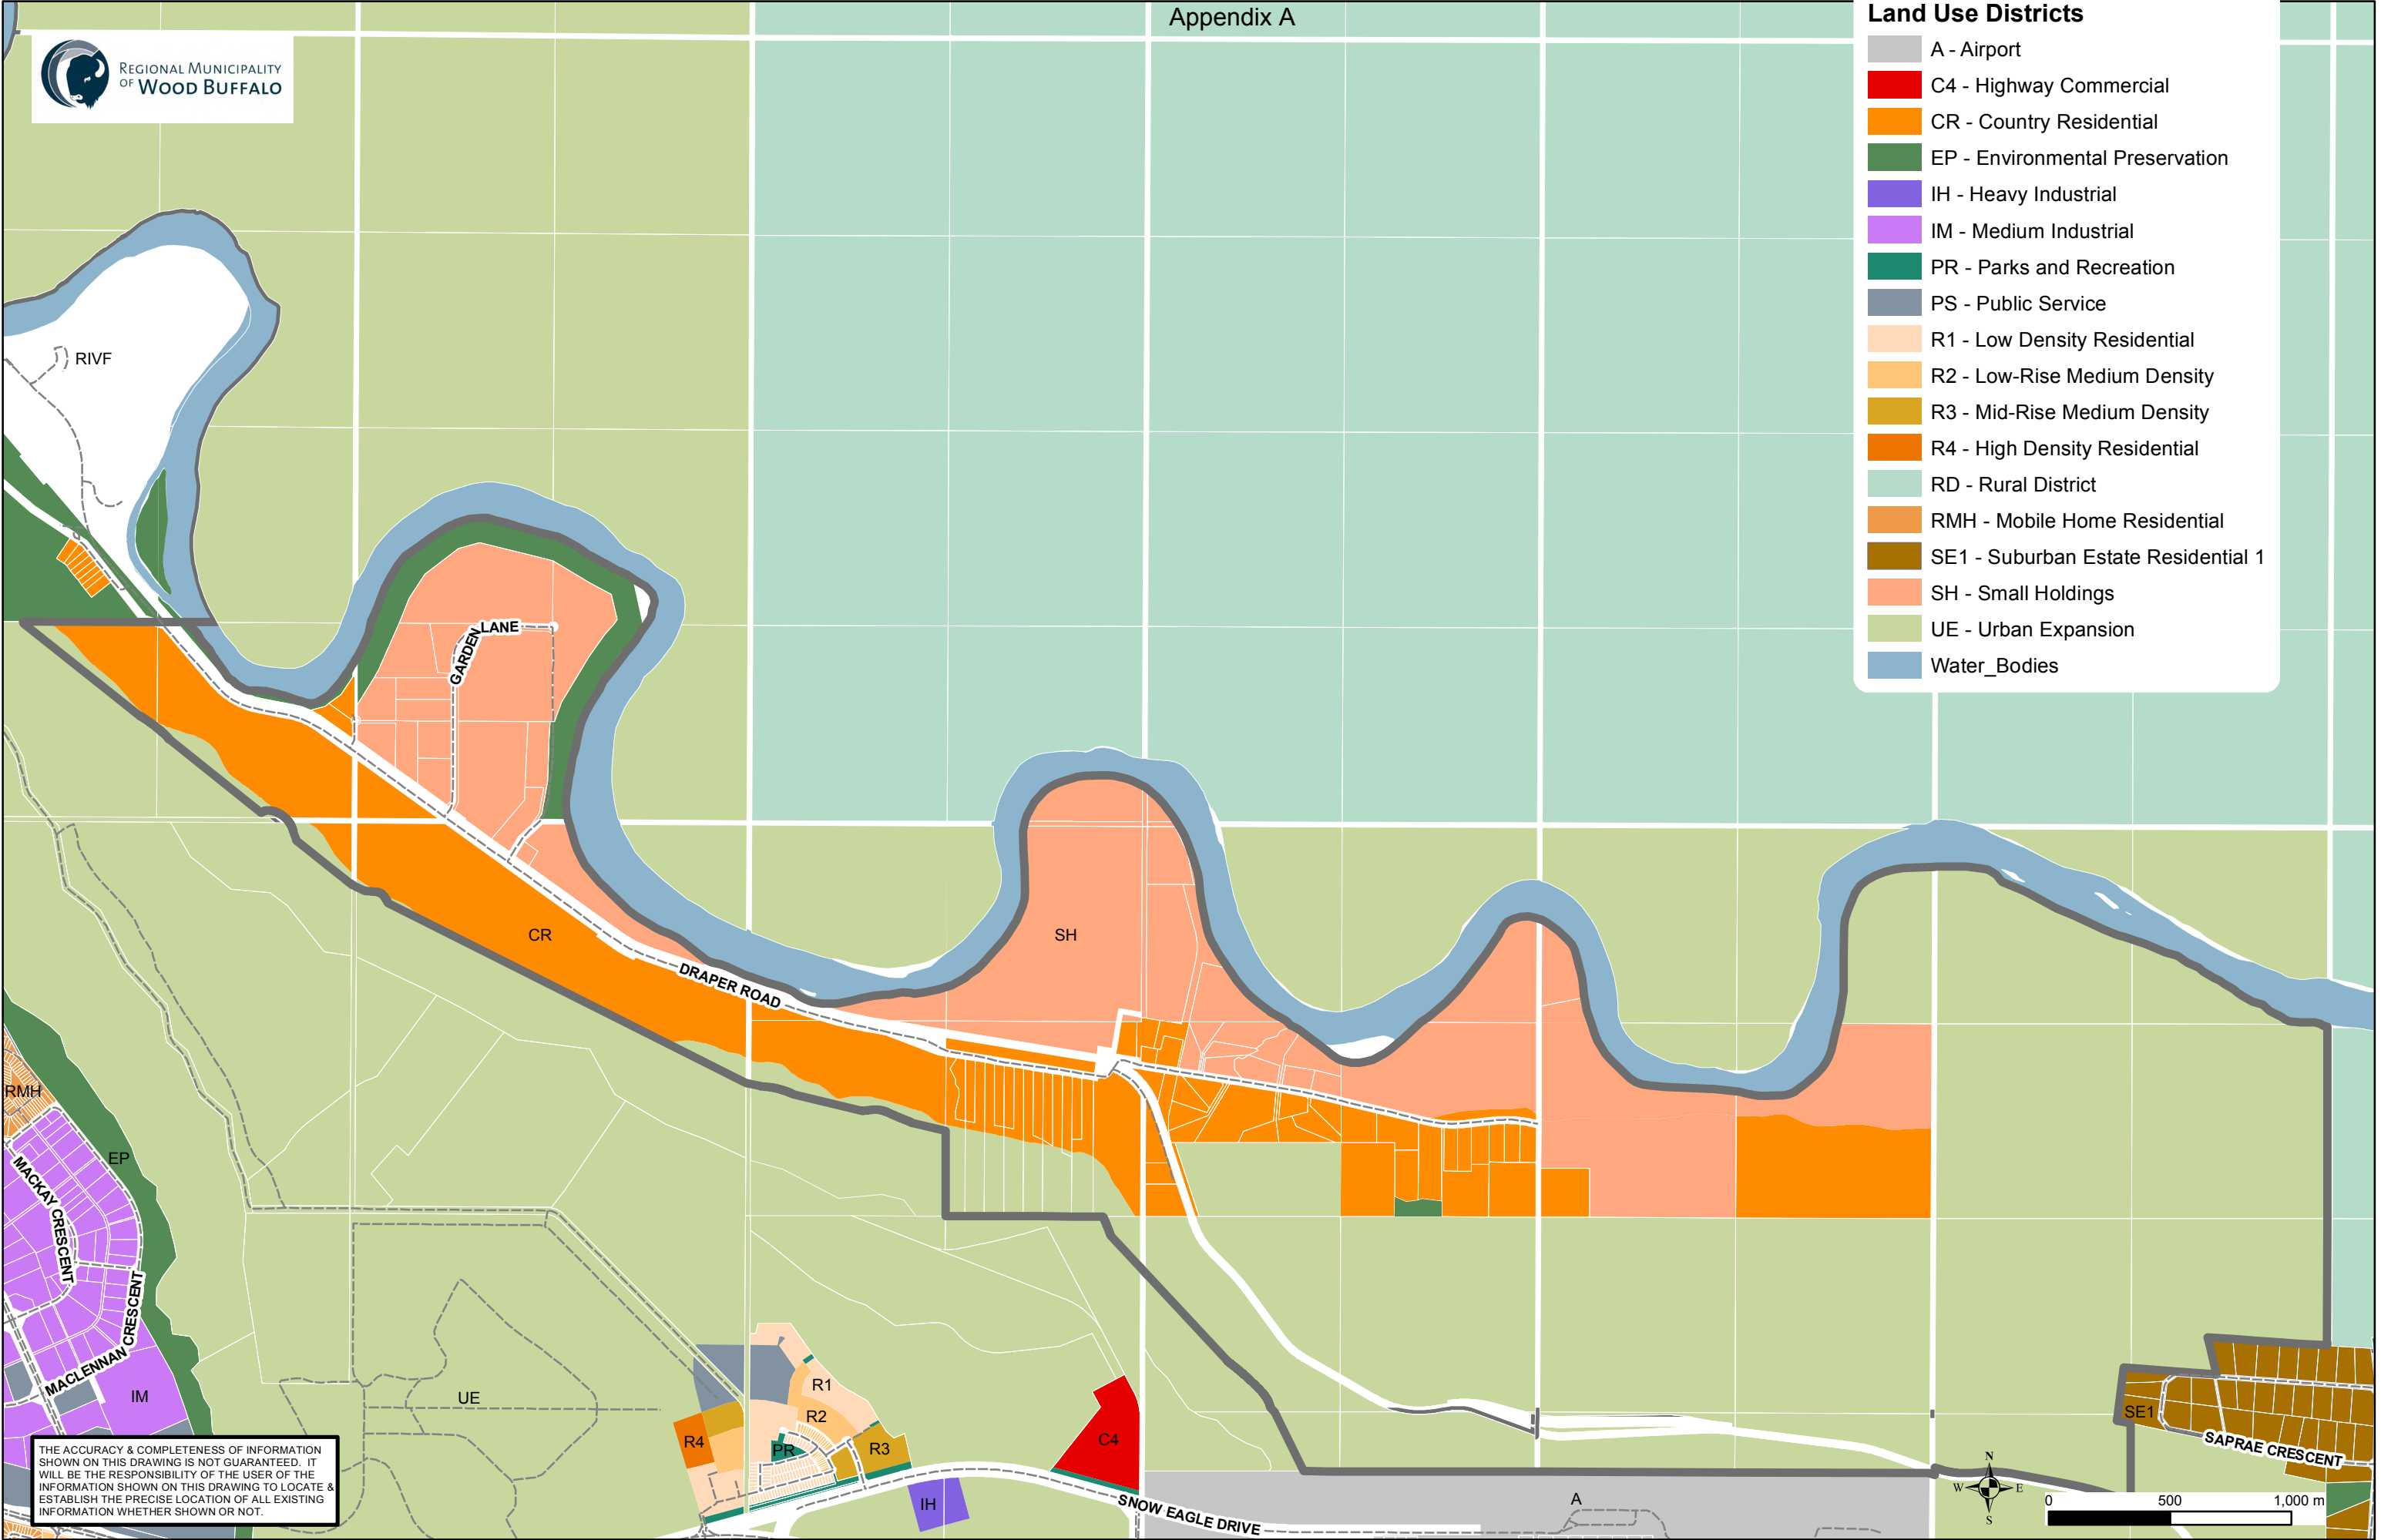 Appendix A
REGIONAL MUNICIPALITY
OF WOOD BUFFALO
Land Use Districts
A - Airport
C4 - Highway Commercial
CR - Country Residential
EP - Environmental Preservation
IH - Heavy Industrial
IM - Medium Industrial
PR - Parks and Recreation
PS - Public Service
R1 - Low Density Residential
R2 - Low-Rise Medium Density
R3 - Mid-Rise Medium Density
R4 - High Density Residential
RD - Rural District
RMH - Mobile Home Residential
SE1 - Suburban Estate Residential 1
SH - Small Holdings
UE - Urban Expansion
Water_Bodies
RIVF
GARDEN LANE
CR
SH
DRAPER ROAD
RMH
EP
MACKAY CRESCENT
MACLENNAN CRESCENT
IM
UE
R1
R2
R4
PR
R3
C4
IH
SNOW EAGLE DRIVE
A
SE1
SAPRAE CRESCENT
N
W
E
S
0 500 1,000 m
THE ACCURACY & COMPLETENESS OF INFORMATION
SHOWN ON THIS DRAWING IS NOT GUARANTEED. IT
WILL BE THE RESPONSIBILITY OF THE USER OF THE
INFORMATION SHOWN ON THIS DRAWING TO LOCATE &
ESTABLISH THE PRECISE LOCATION OF ALL EXISTING
INFORMATION WHETHER SHOWN OR NOT.